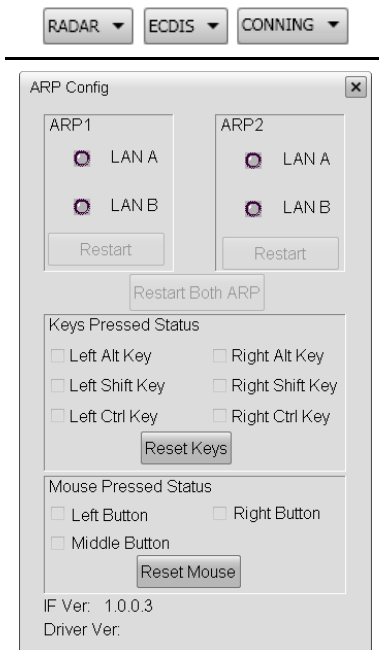 RADAR ECDIS CONNING
ARP Config
ARP1 ARP2
LAN A LAN A
LAN B LAN B
Restart Restart
Restart Both ARP
Keys Pressed Status
Left Alt Key Right Alt Key
Left Shift Key Right Shift Key
Left Ctrl Key Right Ctrl Key
Reset Keys
Mouse Pressed Status
Left Button Right Button
Middle Button
Reset Mouse
IF Ver: 1.0.0.3
Driver Ver: